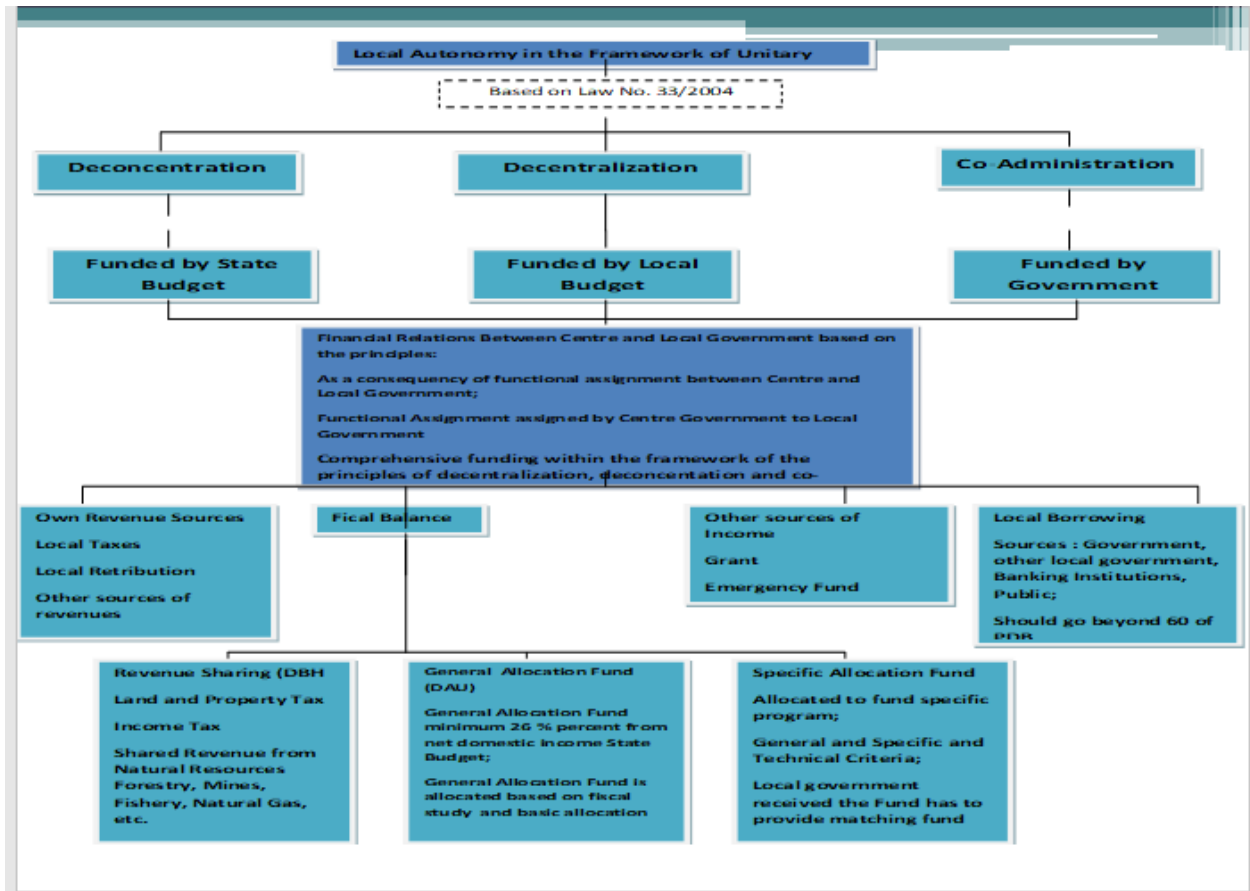 Local Autonomy in the Framework of Unitary
Based on Law No. 33/2004
Deconcentration
Decentralization
Co-Administration
Funded by State
Budget
Funded by Local
Budget
Funded by
Government
Financial Relations Between Centre and Local Government based on
the principles:
As a consequency of functional assignment between Centre and
Local Government;
Functional Assignment assigned by Centre Government to Local
Government
Comprehensive funding within the framework of the
principles of decentralization, deconcentation and co-
Own Revenue Sources
Local Taxes
Local Retribution
Other sources of
revenues
Fical Balance
Other sources of
Income
Grant
Emergency Fund
Local Borrowing
Sources : Government,
other local government,
Banking Institutions,
Public;
Should go beyond 60 of
PDB
Revenue Sharing (DBH
Land and Property Tax
Income Tax
Shared Revenue from
Natural Resources
Forestry, Mines,
Fishery, Natural Gas,
etc.
General Allocation Fund
(DAU)
General Allocation Fund
minimum 26 % percent from
net domestic income State
Budget;
General Allocation Fund is
allocated based on fiscal
study and basic allocation
Specific Allocation Fund
Allocated to fund specific
program;
General and Specific and
Technical Criteria;
Local government
received the Fund has to
provide matching fund